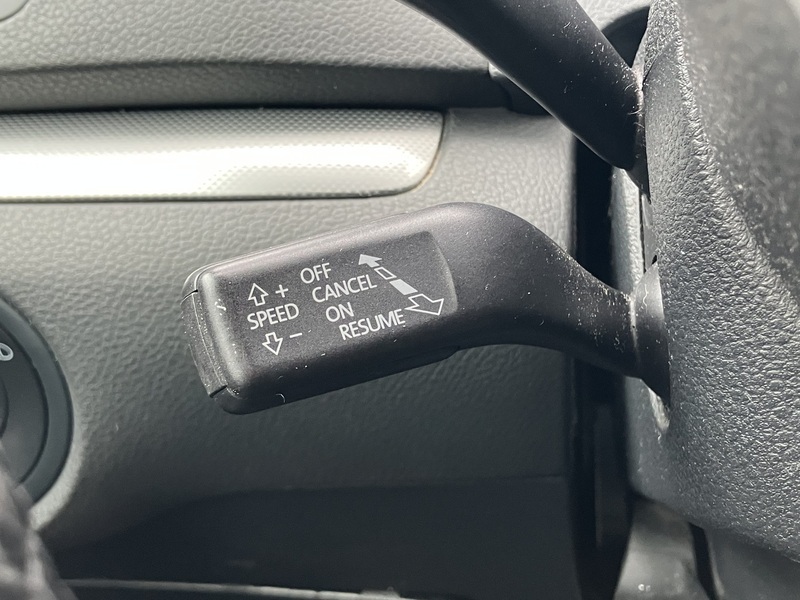 OFF
CANCEL
+
SPEED
ON
–
RESUME